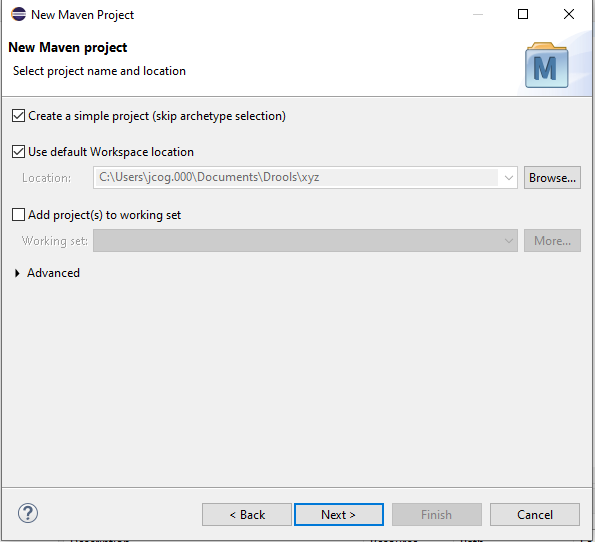 New Maven Project
New Maven project
Select project name and location
M
Create a simple project (skip archetype selection)
Use default Workspace location
Location: C:\Users\jcog.000\Documents\Drools\xyz Browse...
Add project(s) to working set
Working set: More...
Advanced
? < Back Next > Finish Cancel